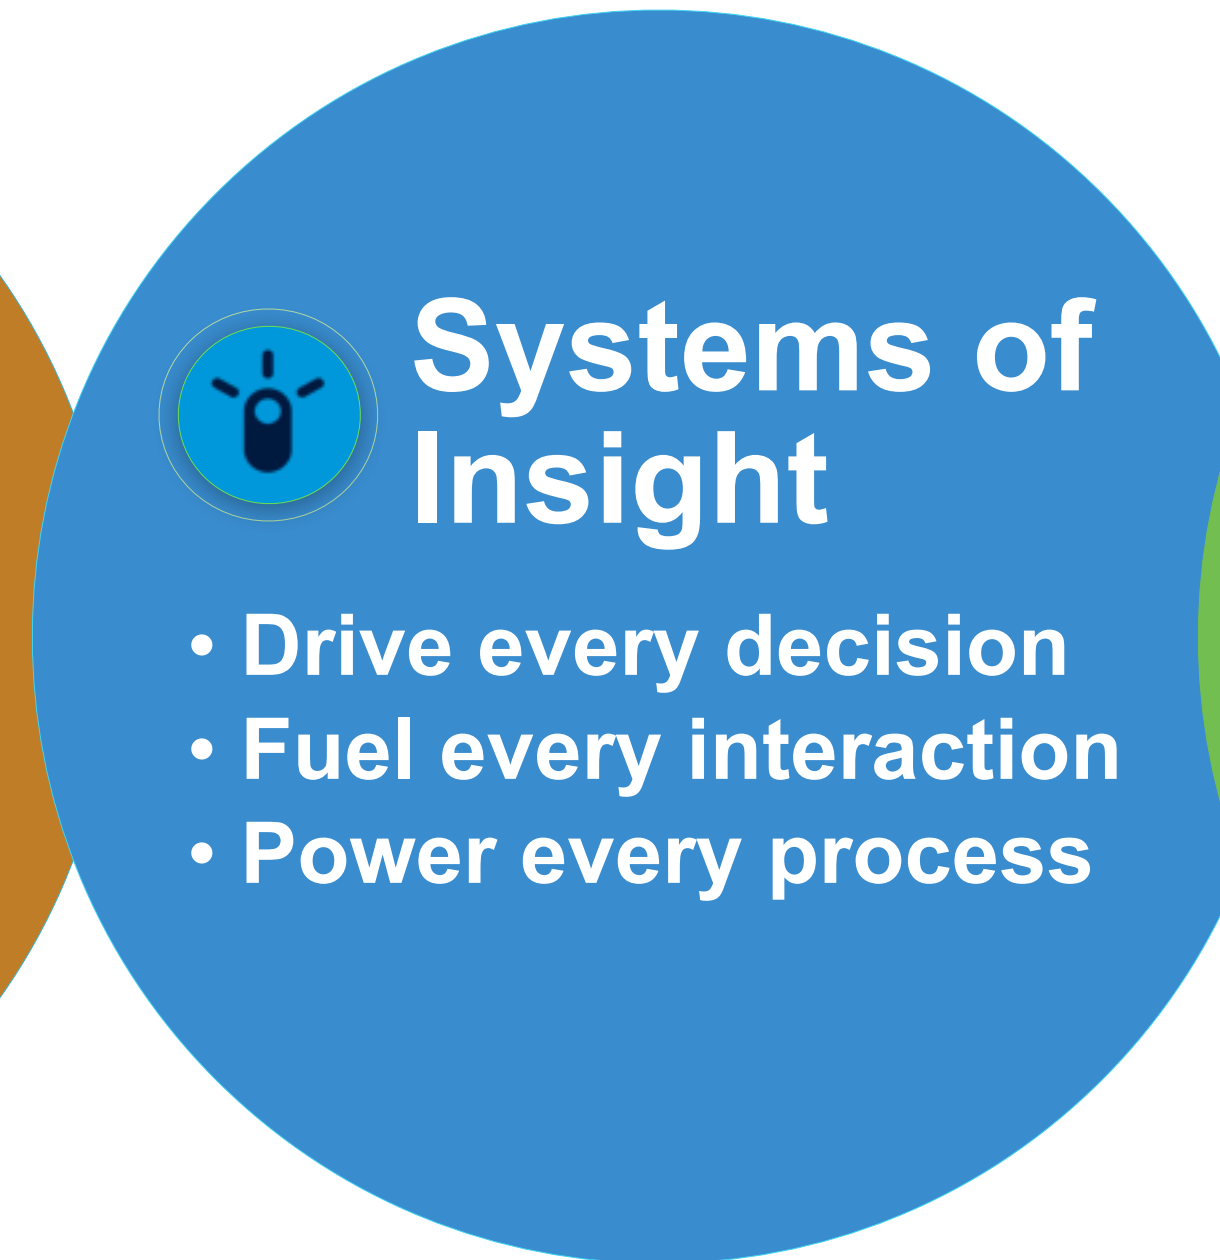 Systems of
Insight
• Drive every decision
• Fuel every interaction
• Power every process